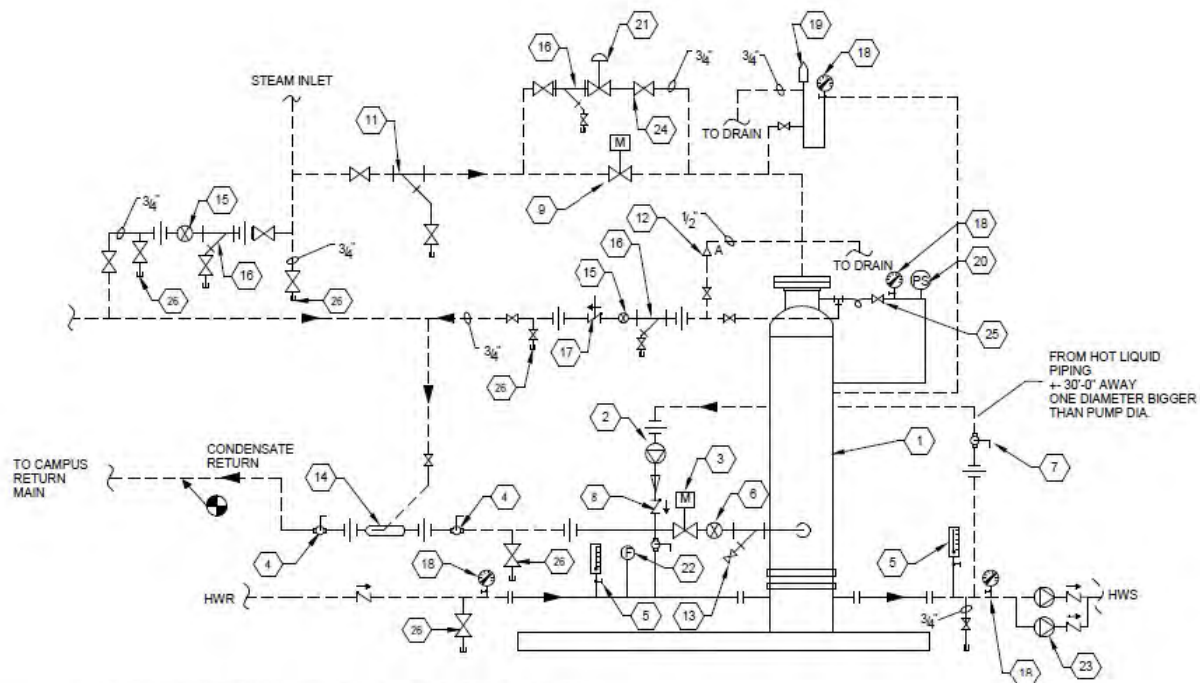 21
16
19
18
3/4"
3/4"
STEAM INLET
11
24
TO DRAIN
M
9
15
3/4"
12
1/2"
16
A
18
3/4"
16
15
TO DRAIN
20
PS
26
26
25
17
3/4"
26
FROM HOT LIQUID
PIPING
+- 30'-0" AWAY
ONE DIAMETER BIGGER
THAN PUMP DIA.
2
1
3
7
TO CAMPUS
RETURN
MAIN
CONDENSATE
RETURN
14
4
8
M
6
4
18
26
F
22
5
5
18
HWR
HWS
26
5
13
3/4"
18
23